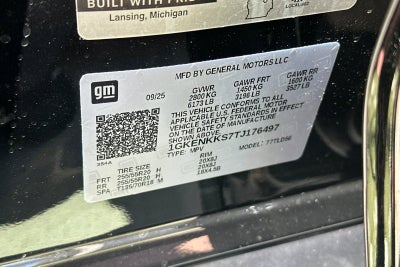 BUILT WITH PRIDE
Lansing, Michigan
MFD BY GENERAL MOTORS LLC
gm
09/25
GVWR GAWR FRT GAWR RR
2800 KG 1450 KG 1600 KG
6173 LB 3196 LB 3527 LB
THIS VEHICLE CONFORMS TO ALL
APPLICABLE U.S. FEDERAL MOTOR
VEHICLE SAFETY STANDARDS IN EFFECT
ON THE DATE OF MANUFACTURE
SHOWN ABOVE.
1GKENKKS7TJ176497
TYPE: MPV MODEL: 77TLDSE
TIRE SIZE RIM
FRT 255/55R20 H 20X8J
RR 255/55R20 H 20X8J
SPA T135/70R18 M 18X4.5B